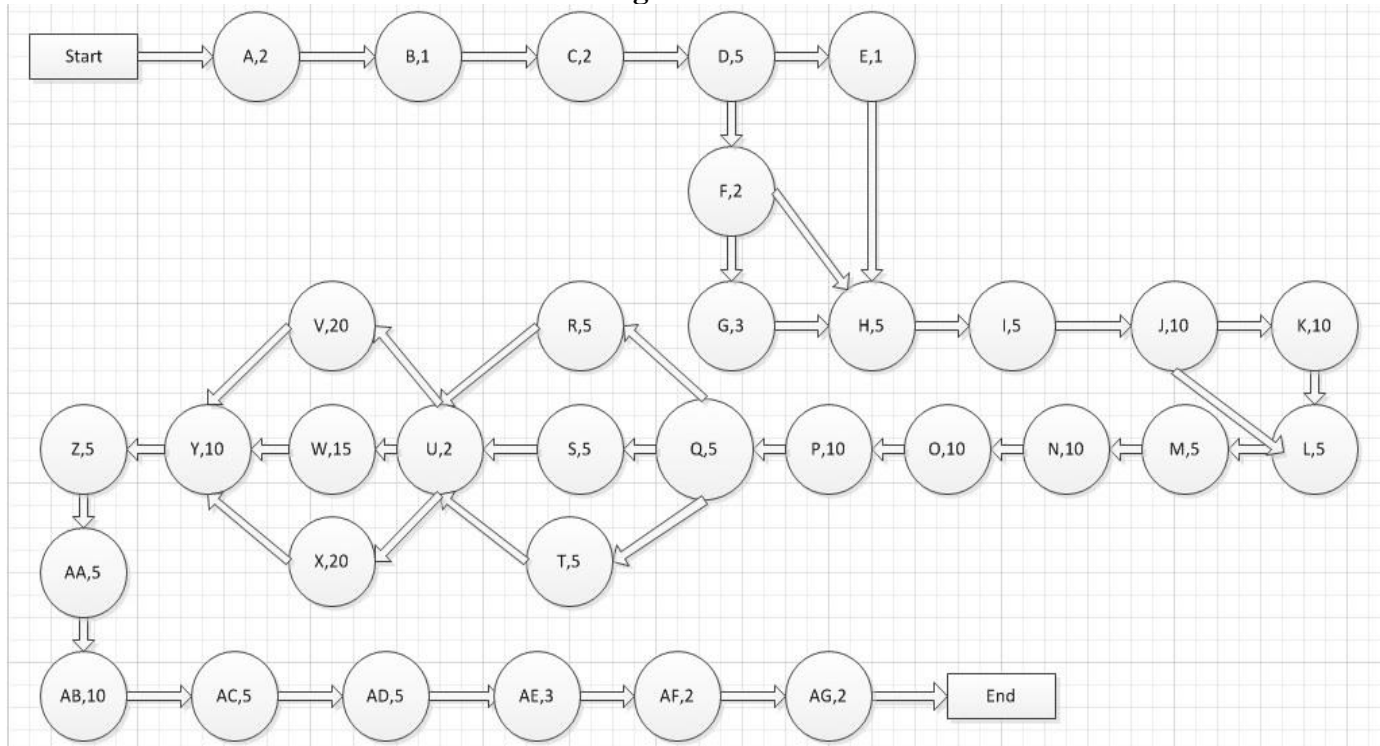 g
Start
A,2
B,1
C,2
D,5
E,1
F,2
V,20
R,5
G,3
H,5
I,5
J,10
K,10
Z,5
Y,10
W,15
U,2
S,5
Q,5
P,10
O,10
N,10
M,5
L,5
X,20
T,5
AA,5
AB,10
AC,5
AD,5
AE,3
AF,2
AG,2
End